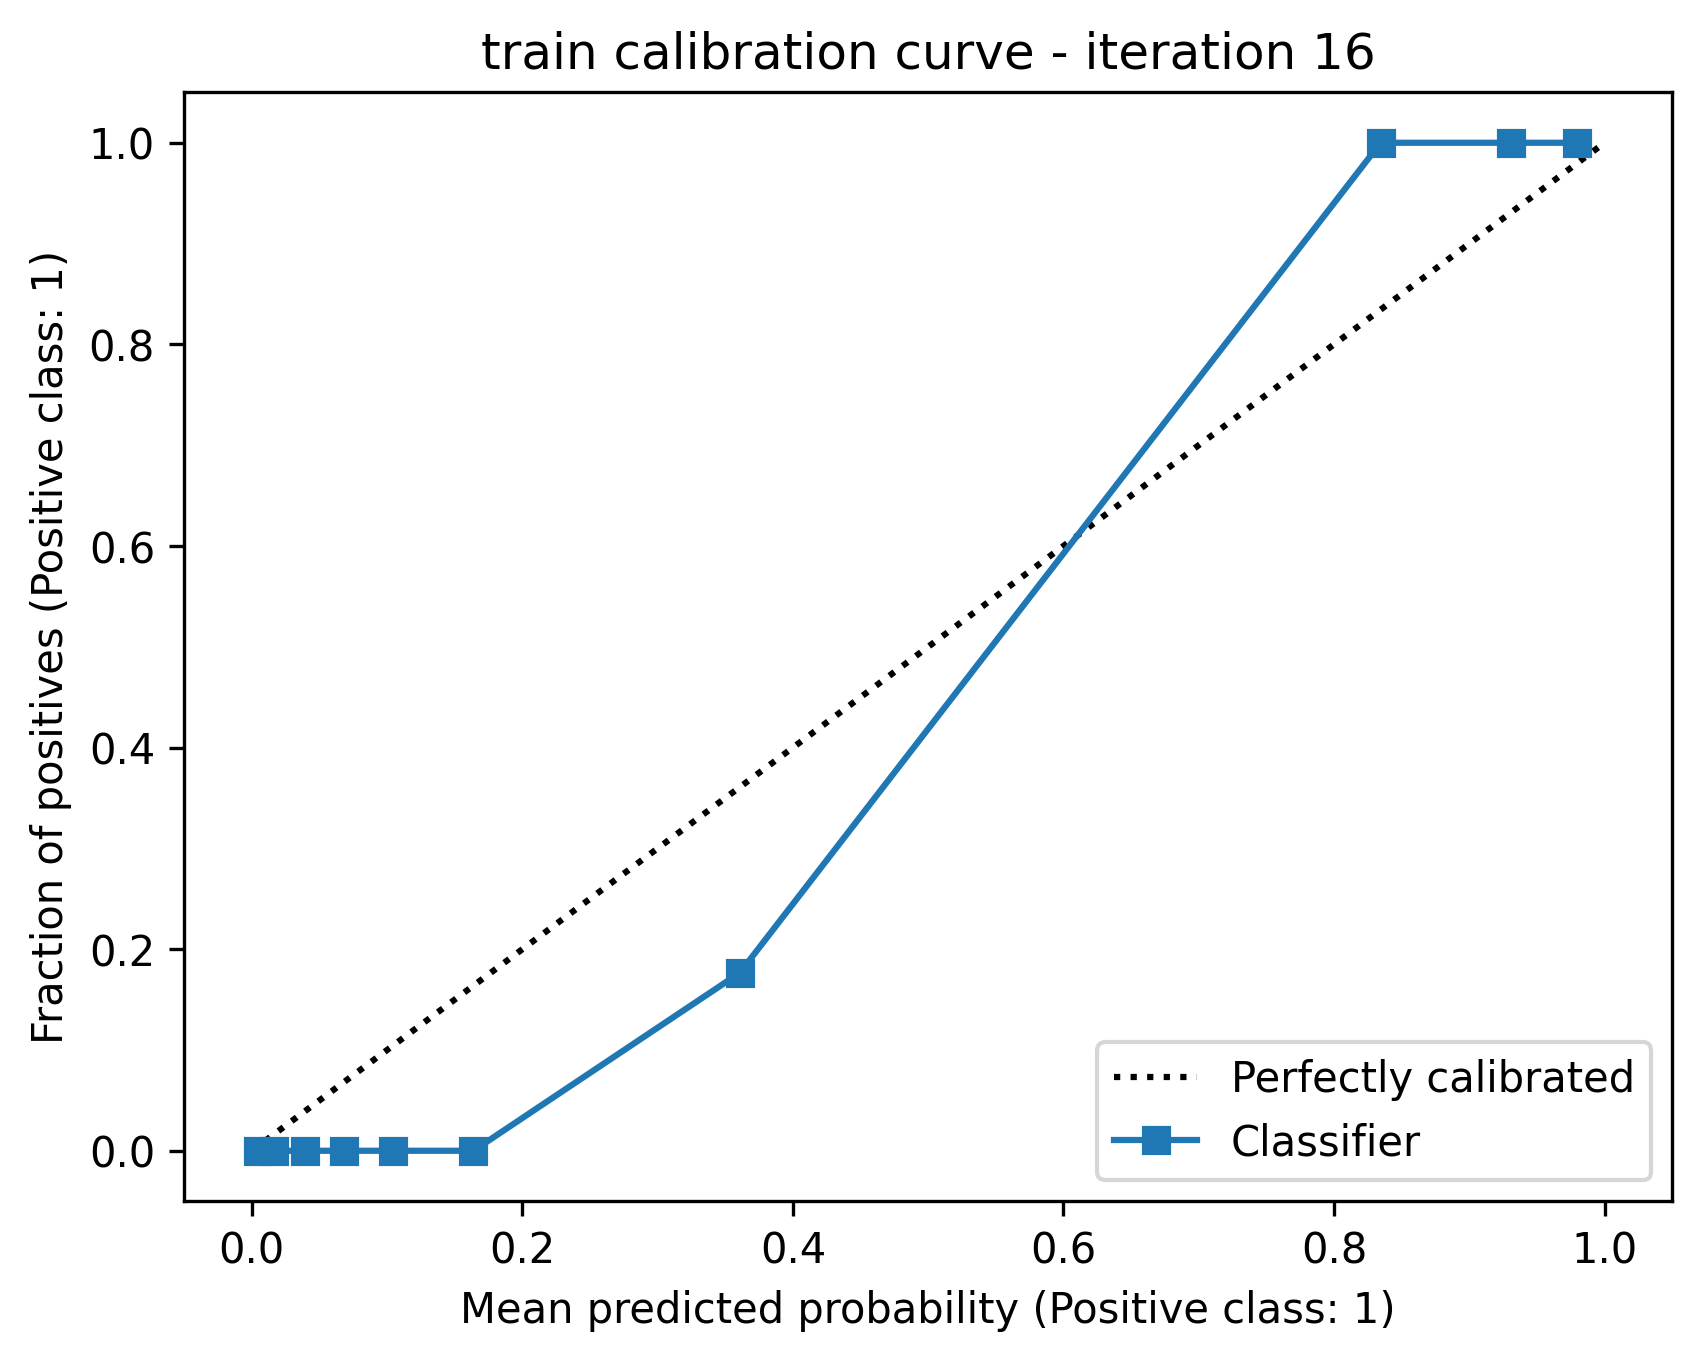 train calibration curve - iteration 16
Fraction of positives (Positive class: 1)
1.0
0.8
0.6
0.4
0.2
0.0
Perfectly calibrated
Classifier
0.0 0.2 0.4 0.6 0.8 1.0
Mean predicted probability (Positive class: 1)